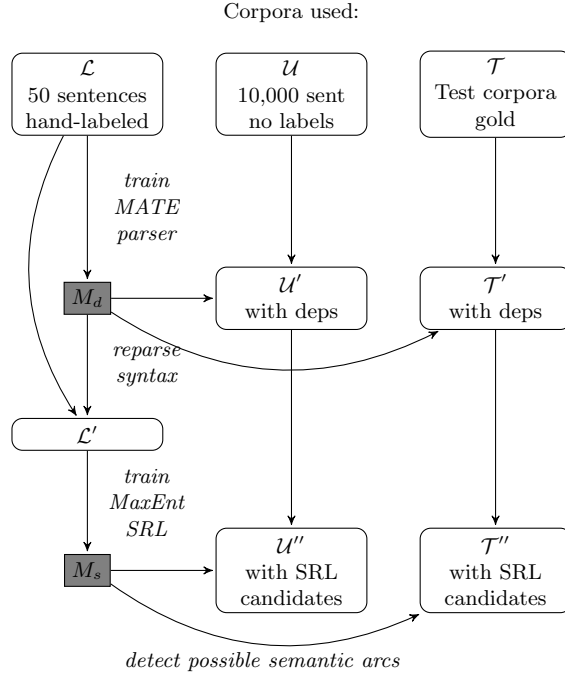 Corpora used:
ℒ
50 sentences
hand-labeled
𝒰
10,000 sent
no labels
𝒯
Test corpora
gold
train
MATE
parser
M_d
𝒰′
with deps
𝒯′
with deps
reparse
syntax
ℒ′
train
MaxEnt
SRL
M_s
𝒰′′
with SRL
candidates
𝒯′′
with SRL
candidates
detect possible semantic arcs